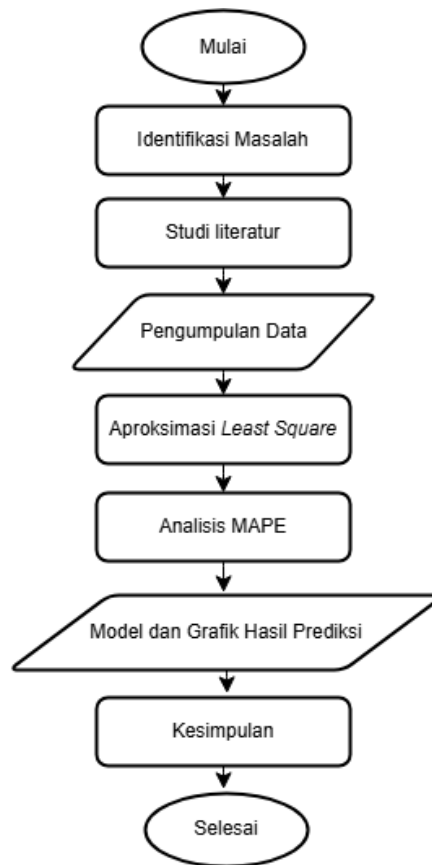 Mulai
Identifikasi Masalah
Studi literatur
Pengumpulan Data
Aproksimasi Least Square
Analisis MAPE
Model dan Grafik Hasil Prediksi
Kesimpulan
Selesai